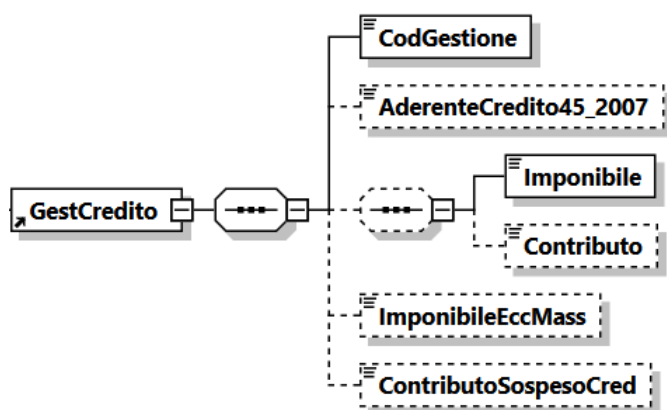 CodGestione
AderenteCredito45_2007
GestCredito
Imponibile
Contributo
ImponibileEccMass
ContributoSospesoCred